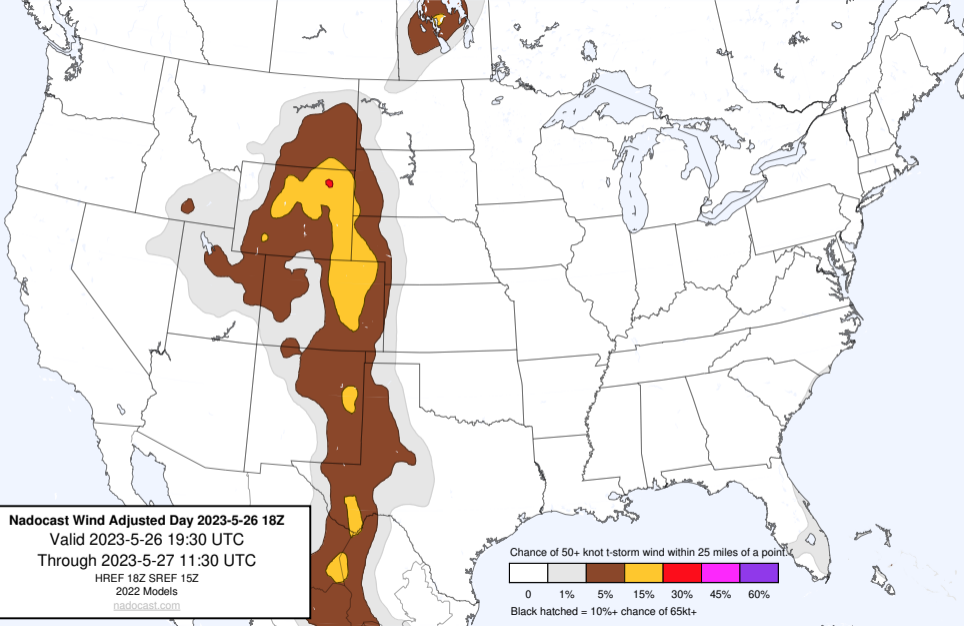 Nadocast Wind Adjusted Day 2023-5-26 18Z
Valid 2023-5-26 19:30 UTC
Through 2023-5-27 11:30 UTC
HREF 18Z SREF 15Z
2022 Models
nadocast.com
Chance of 50+ knot t-storm wind within 25 miles of a point.
0 1% 5% 15% 30% 45% 60%
Black hatched = 10%+ chance of 65kt+